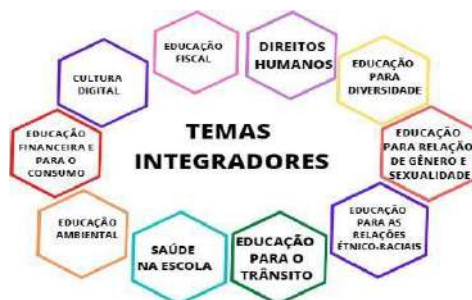 EDUCAÇÃO
FISCAL
DIREITOS
HUMANOS
CULTURA
DIGITAL
EDUCAÇÃO
PARA
DIVERSIDADE
TEMAS
INTEGRADORES
EDUCAÇÃO
FINANCEIRA E
PARA O
CONSUMO
EDUCAÇÃO
PARA RELAÇÃO
DE GÊNERO E
SEXUALIDADE
EDUCAÇÃO
AMBIENTAL
SAÚDE
NA ESCOLA
EDUCAÇÃO
PARA O
TRÂNSITO
EDUCAÇÃO
PARA AS
RELAÇÕES
ÉTNICO-RACIAIS